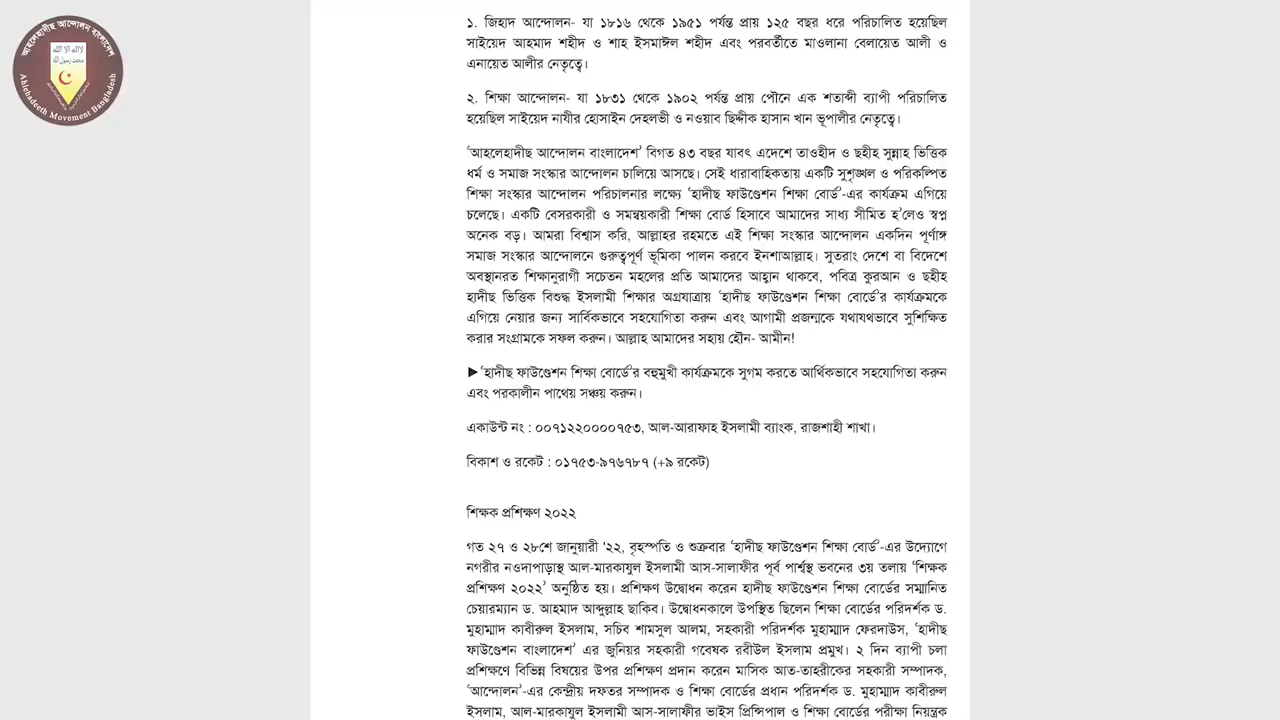 আহলেহাদীছ আন্দোলন বাংলাদেশ
لا اله الا الله
محمد رسول الله
Ahlehadeeth Movement Bangladesh
১. জিহাদ আন্দোলন- যা ১৮১৬ থেকে ১৯৫১ পর্যন্ত প্রায় ১২৫ বছর ধরে পরিচালিত হয়েছিল
সাইয়েদ আহমাদ শহীদ ও শাহ ইসমাঈল শহীদ এবং পরবর্তীতে মাওলানা বেলায়েত আলী ও
এনায়েত আলীর নেতৃত্বে।
২. শিক্ষা আন্দোলন- যা ১৮৩১ থেকে ১৯০২ পর্যন্ত প্রায় পৌনে এক শতাব্দী ব্যাপী পরিচালিত
হয়েছিল সাইয়েদ নাযীর হোসাইন দেহলভী ও নওয়াব ছিদ্দীক হাসান খান ভূপালীর নেতৃত্বে।
‘আহলেহাদীছ আন্দোলন বাংলাদেশ’ বিগত ৪৩ বছর যাবৎ এদেশে তাওহীদ ও ছহীহ সুন্নাহ ভিত্তিক
ধর্ম ও সমাজ সংস্কার আন্দোলন চালিয়ে আসছে। সেই ধারাবাহিকতায় একটি সুশৃঙ্খল ও পরিকল্পিত
শিক্ষা সংস্কার আন্দোলন পরিচালনার লক্ষ্যে ‘হাদীছ ফাউণ্ডেশন শিক্ষা বোর্ড’-এর কার্যক্রম এগিয়ে
চলেছে। একটি বেসরকারী ও সমন্বয়কারী শিক্ষা বোর্ড হিসাবে আমাদের সাধ্য সীমিত হ’লেও স্বপ্ন
অনেক বড়। আমরা বিশ্বাস করি, আল্লাহর রহমতে এই শিক্ষা সংস্কার আন্দোলন একদিন পূর্ণাঙ্গ
সমাজ সংস্কার আন্দোলনে গুরুত্বপূর্ণ ভূমিকা পালন করবে ইনশাআল্লাহ। সুতরাং দেশে বা বিদেশে
অবস্থানরত শিক্ষানুরাগী সচেতন মহলের প্রতি আমাদের আহ্বান থাকবে, পবিত্র কুরআন ও ছহীহ
হাদীছ ভিত্তিক বিশুদ্ধ ইসলামী শিক্ষার অগ্রযাত্রায় ‘হাদীছ ফাউণ্ডেশন শিক্ষা বোর্ডে’র কার্যক্রমকে
এগিয়ে নেয়ার জন্য সার্বিকভাবে সহযোগিতা করুন এবং আগামী প্রজন্মকে যথাযথভাবে সুশিক্ষিত
করার সংগ্রামকে সফল করুন। আল্লাহ আমাদের সহায় হৌন- আমীন!
►‘হাদীছ ফাউণ্ডেশন শিক্ষা বোর্ডে’র বহুমুখী কার্যক্রমকে সুগম করতে আর্থিকভাবে সহযোগিতা করুন
এবং পরকালীন পাথেয় সঞ্চয় করুন।
একাউন্ট নং : ০০৭১২২০০০০৭৫৩, আল-আরাফাহ ইসলামী ব্যাংক, রাজশাহী শাখা।
বিকাশ ও রকেট : ০১৭৫৩-৯৭৬৭৮৭ (+৯ রকেট)
শিক্ষক প্রশিক্ষণ ২০২২
গত ২৭ ও ২৮শে জানুয়ারী '২২, বৃহস্পতি ও শুক্রবার ‘হাদীছ ফাউণ্ডেশন শিক্ষা বোর্ড’-এর উদ্যোগে
নগরীর নওদাপাড়াস্থ আল-মারকাযুল ইসলামী আস-সালাফীর পূর্ব পার্শ্বস্থ ভবনের ৩য় তলায় ‘শিক্ষক
প্রশিক্ষণ ২০২২’ অনুষ্ঠিত হয়। প্রশিক্ষণ উদ্বোধন করেন হাদীছ ফাউণ্ডেশন শিক্ষা বোর্ডের সম্মানিত
চেয়ারম্যান ড. আহমাদ আব্দুল্লাহ ছাকিব। উদ্বোধনকালে উপস্থিত ছিলেন শিক্ষা বোর্ডের পরিদর্শক ড.
মুহাম্মাদ কাবীরুল ইসলাম, সচিব শামসুল আলম, সহকারী পরিদর্শক মুহাম্মাদ ফেরদাউস, ‘হাদীছ
ফাউণ্ডেশন বাংলাদেশ’ এর জুনিয়র সহকারী গবেষক রবীউল ইসলাম প্রমুখ। ২ দিন ব্যাপী চলা
প্রশিক্ষণে বিভিন্ন বিষয়ের উপর প্রশিক্ষণ প্রদান করেন মাসিক আত-তাহরীকের সহকারী সম্পাদক,
‘আন্দোলন’-এর কেন্দ্রীয় দফতর সম্পাদক ও শিক্ষা বোর্ডের প্রধান পরিদর্শক ড. মুহাম্মাদ কাবীরুল
ইসলাম, আল-মারকাযুল ইসলামী আস-সালাফীর ভাইস প্রিন্সিপাল ও শিক্ষা বোর্ডের পরীক্ষা নিয়ন্ত্রক